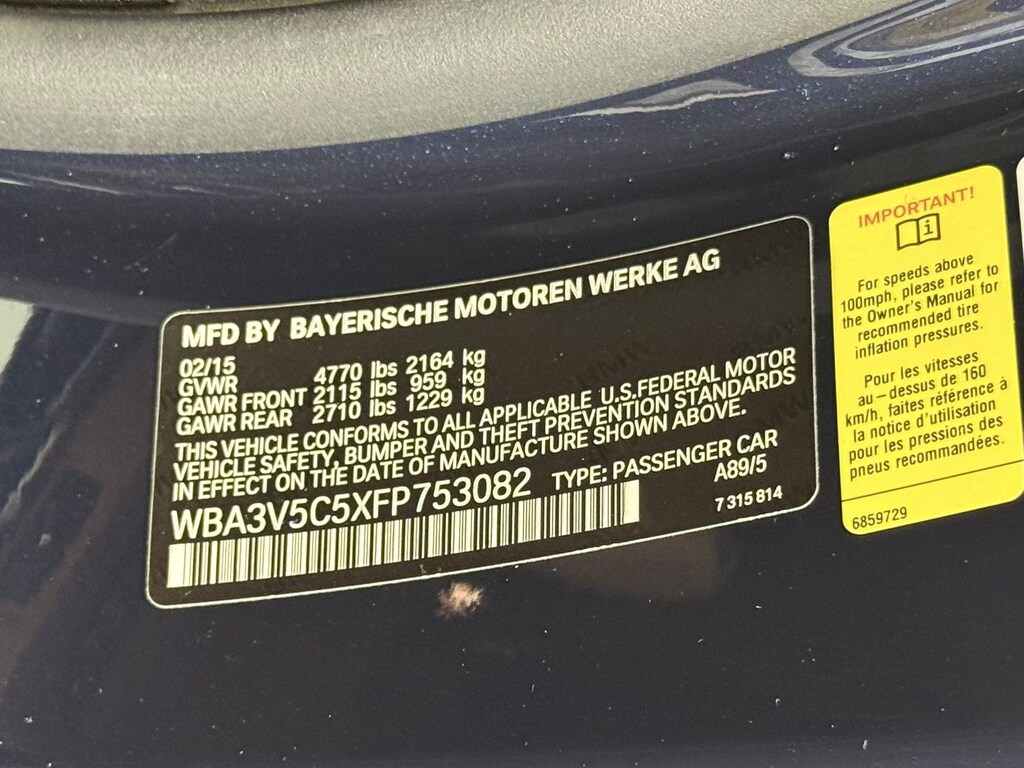 MFD BY BAYERISCHE MOTOREN WERKE AG
02/15
GVWR 4770 lbs 2164 kg
GAWR FRONT 2115 lbs 959 kg
GAWR REAR 2710 lbs 1229 kg
THIS VEHICLE CONFORMS TO ALL APPLICABLE U.S.FEDERAL MOTOR
VEHICLE SAFETY, BUMPER AND THEFT PREVENTION STANDARDS
IN EFFECT ON THE DATE OF MANUFACTURE SHOWN ABOVE.
WBA3V5C5XFP753082 TYPE: PASSENGER CAR
A89/5
7 315 814
IMPORTANT!
i
For speeds above
100mph, please refer to
the Owner's Manual for
recommended tire
inflation pressures.
Pour les vitesses
au-dessus de 160
km/h, faites référence à
la notice d'utilisation
pour les pressions des
pneus recommandées.
6859729